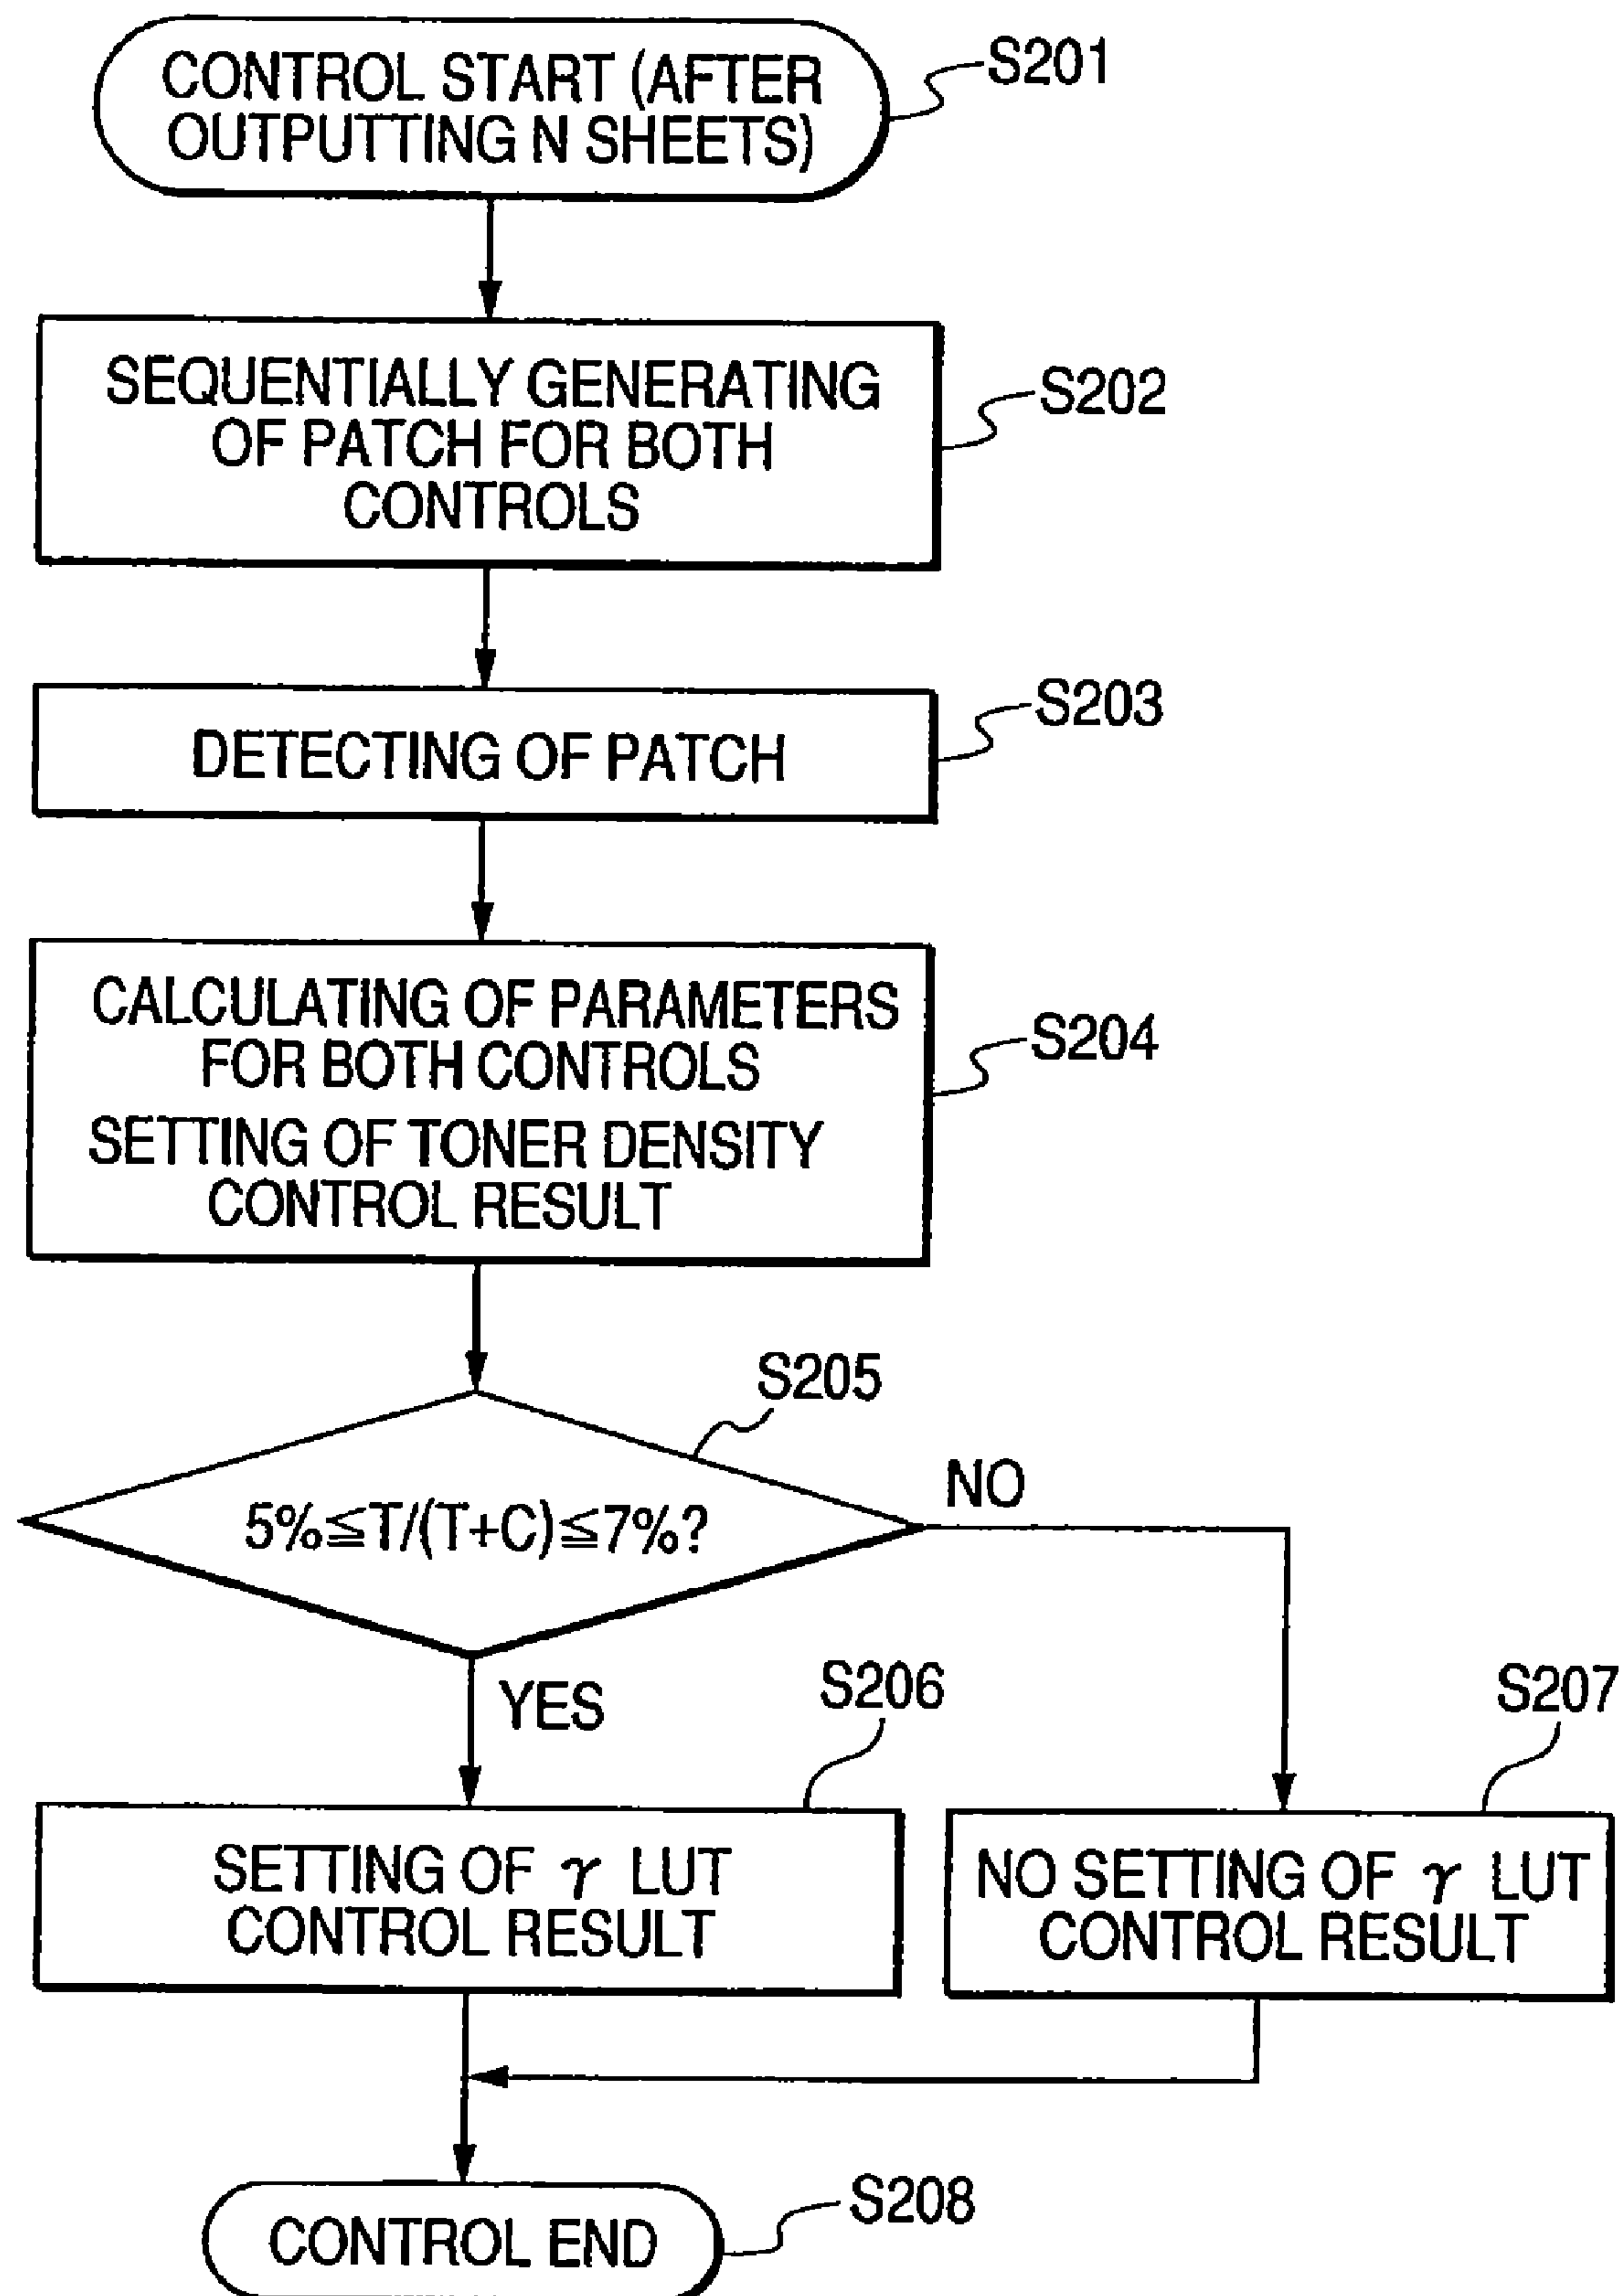 CONTROL START (AFTER
OUTPUTTING N SHEETS)
S201
SEQUENTIALLY GENERATING
OF PATCH FOR BOTH
CONTROLS
S202
DETECTING OF PATCH
S203
CALCULATING OF PARAMETERS
FOR BOTH CONTROLS
SETTING OF TONER DENSITY
CONTROL RESULT
S204
S205
5%≦T/(T+C)≦7%?
NO
YES
S206
S207
SETTING OF γ LUT
CONTROL RESULT
NO SETTING OF γ LUT
CONTROL RESULT
CONTROL END
S208